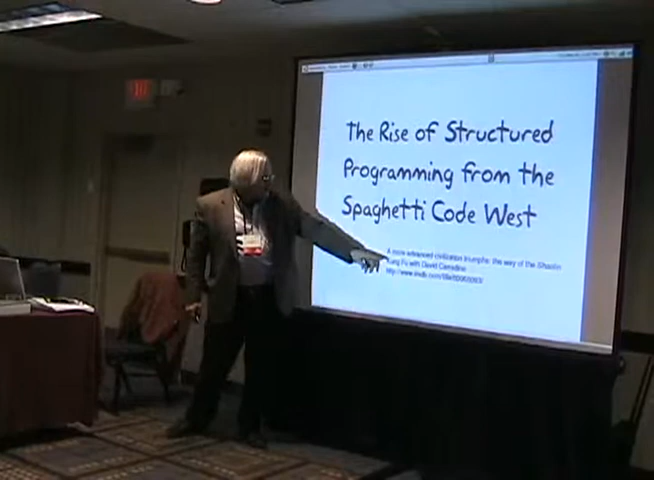 The Rise of Structured
Programming from the
Spaghetti Code West
A more advanced civilization triumphs: the way of the Shaolin
Kung Fu with David Carradine